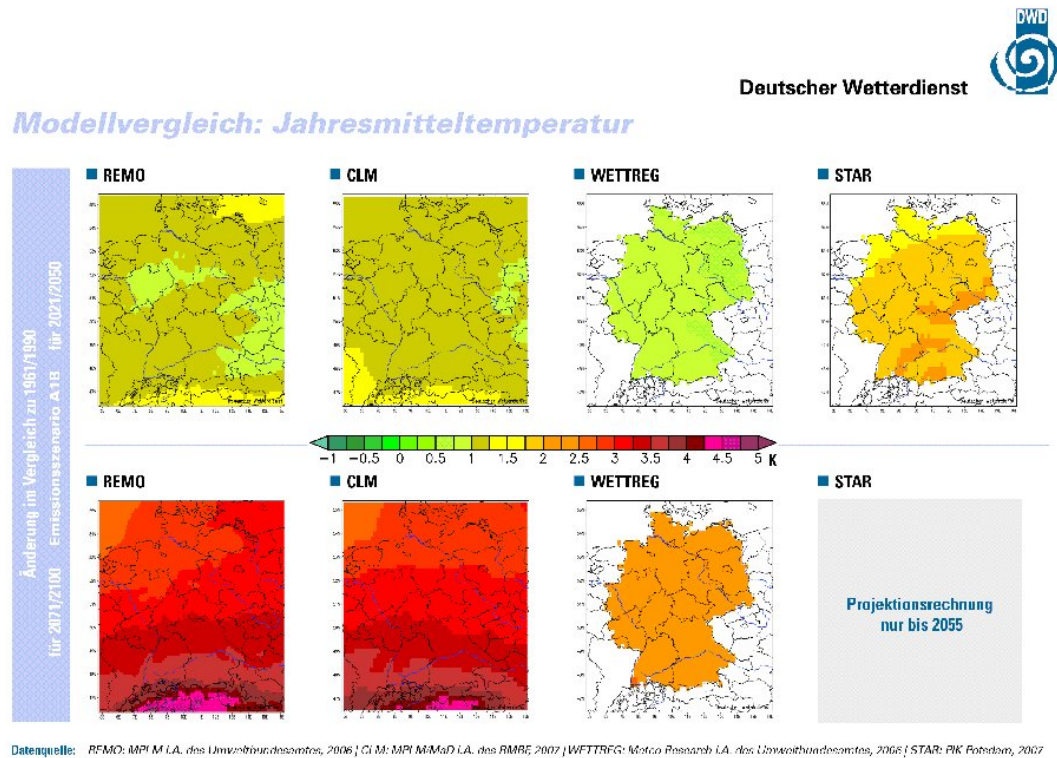 DWD
Deutscher Wetterdienst
Modellvergleich: Jahresmitteltemperatur
Änderung im Vergleich zu 1961/1990
für 2071/2100 Emissionsszenario A1B für 2021/2050
REMO
CLM
WETTREG
STAR
-1 -0.5 0 0.5 1 1.5 2 2.5 3 3.5 4 4.5 5 K
REMO
CLM
WETTREG
STAR
Projektionsrechnung
nur bis 2055
Datenquelle: REMO: MPI-M i.A. des Umweltbundesamtes, 2006 | CLM: MPI-M/MaD i.A. des BMBF, 2007 | WETTREG: Meteo Research i.A. des Umweltbundesamtes, 2006 | STAR: PIK Potsdam, 2007